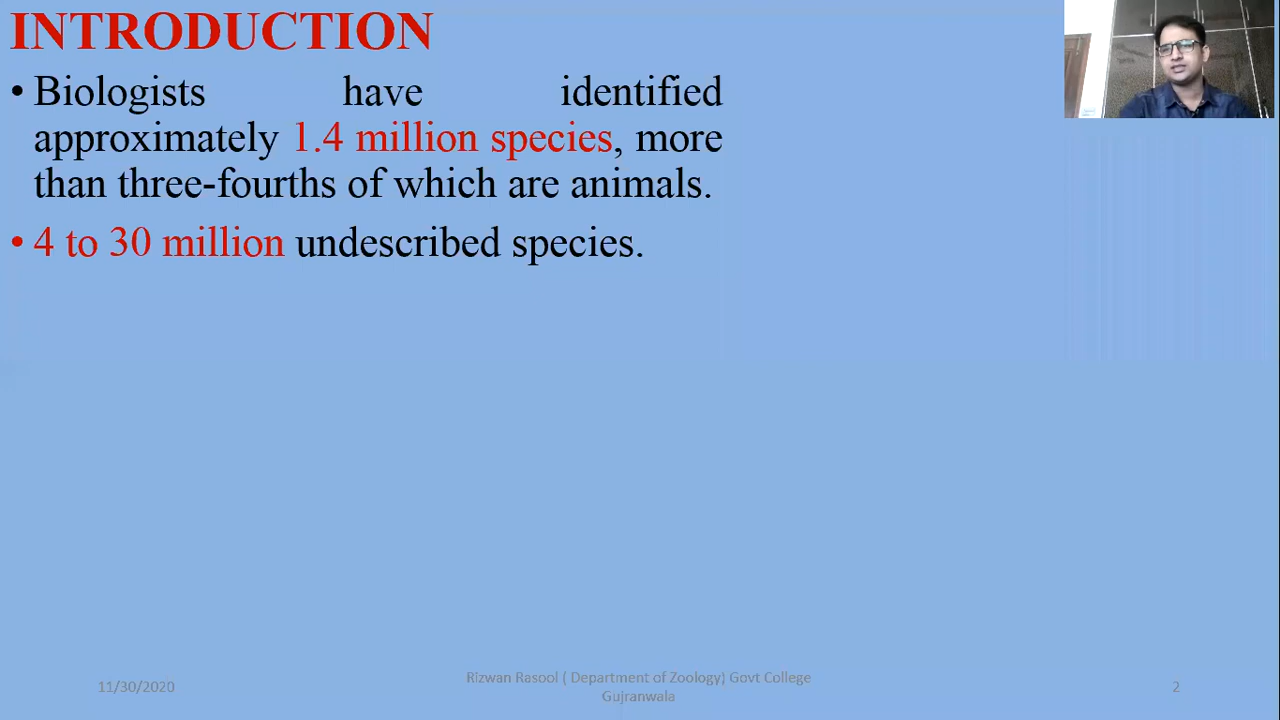 INTRODUCTION
• Biologists have identified
approximately 1.4 million species, more
than three-fourths of which are animals.
• 4 to 30 million undescribed species.
11/30/2020
Rizwan Rasool ( Department of Zoology) Govt College
Gujranwala
2